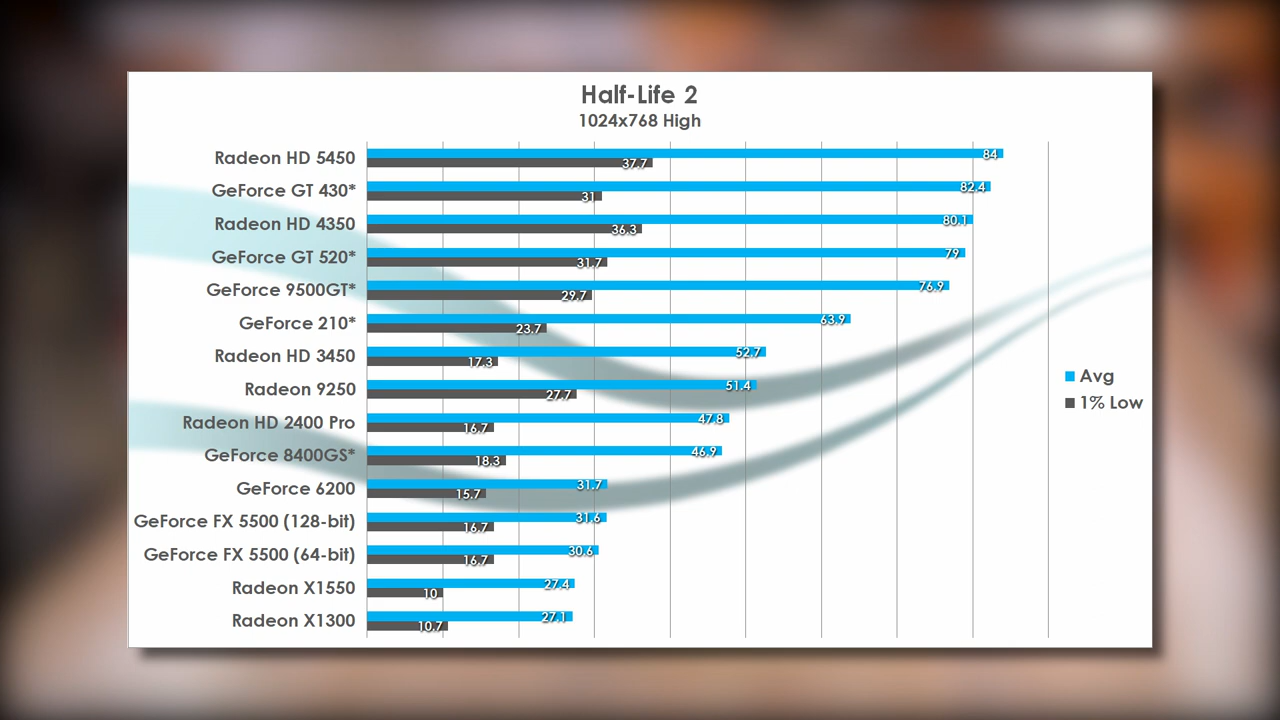 Half-Life 2
1024x768 High
Radeon HD 5450 84 37.7
GeForce GT 430* 82.4 31
Radeon HD 4350 80.1 36.3
GeForce GT 520* 79 31.7
GeForce 9500GT* 76.9 29.7
GeForce 210* 63.9 23.7
Radeon HD 3450 52.7 17.3
Radeon 9250 51.4 27.7
Radeon HD 2400 Pro 47.8 16.7
GeForce 8400GS* 46.9 18.3
GeForce 6200 31.7 15.7
GeForce FX 5500 (128-bit) 31.6 16.7
GeForce FX 5500 (64-bit) 30.6 16.7
Radeon X1550 27.4 10
Radeon X1300 27.1 10.7
Avg
1% Low